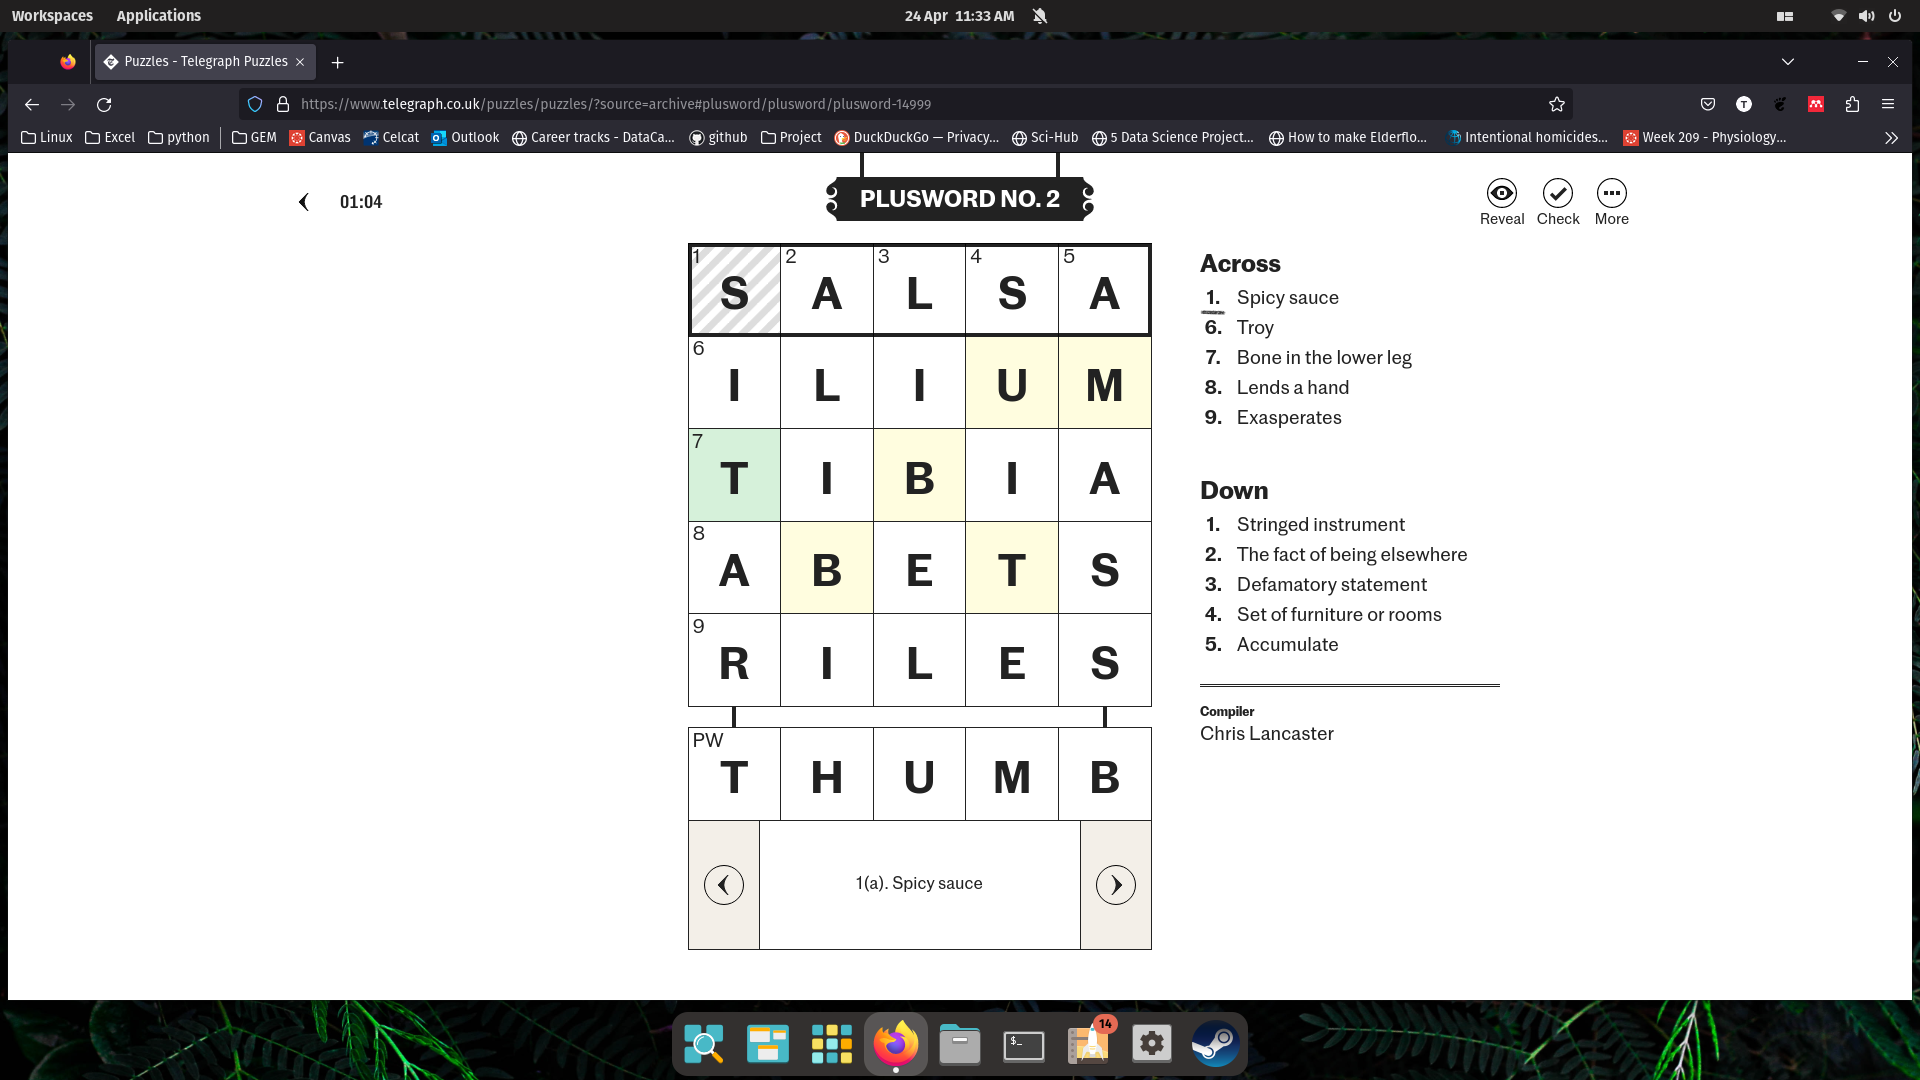 Workspaces Applications 24 Apr 11:33 AM
Puzzles - Telegraph Puzzles
https://www.telegraph.co.uk/puzzles/puzzles/?source=archive#plusword/plusword/plusword-14999
Linux Excel python GEM Canvas Celcat Outlook Career tracks - DataCa... github Project DuckDuckGo — Privacy... Sci-Hub 5 Data Science Project... How to make Elderflo... Intentional homicides... Week 209 - Physiology...
01:04
PLUSWORD NO. 2
Reveal Check More
1 S 2 A 3 L 4 S 5 A
6 I L I U M
7 T I B I A
8 A B E T S
9 R I L E S
PW T H U M B
1(a). Spicy sauce
Across
1. Spicy sauce
6. Troy
7. Bone in the lower leg
8. Lends a hand
9. Exasperates
Down
1. Stringed instrument
2. The fact of being elsewhere
3. Defamatory statement
4. Set of furniture or rooms
5. Accumulate
Compiler
Chris Lancaster
14
$_